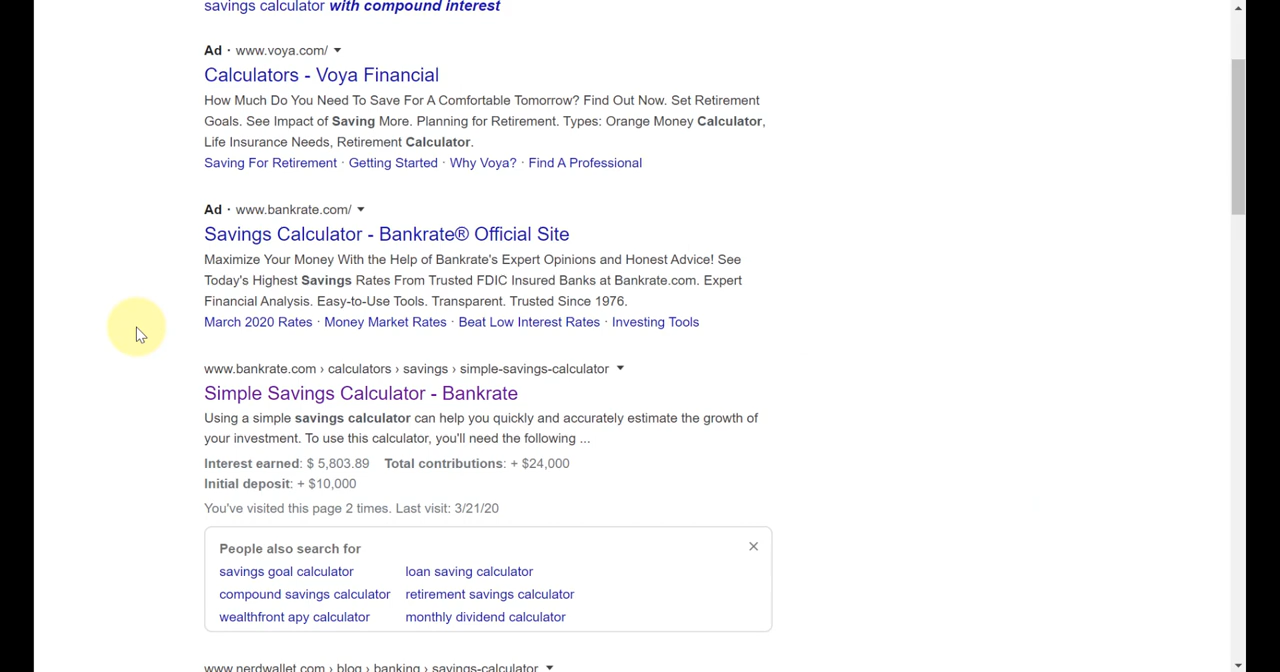 savings calculator with compound interest
Ad · www.voya.com/
Calculators - Voya Financial
How Much Do You Need To Save For A Comfortable Tomorrow? Find Out Now. Set Retirement
Goals. See Impact of Saving More. Planning for Retirement. Types: Orange Money Calculator,
Life Insurance Needs, Retirement Calculator.
Saving For Retirement · Getting Started · Why Voya? · Find A Professional
Ad · www.bankrate.com/
Savings Calculator - Bankrate® Official Site
Maximize Your Money With the Help of Bankrate's Expert Opinions and Honest Advice! See
Today's Highest Savings Rates From Trusted FDIC Insured Banks at Bankrate.com. Expert
Financial Analysis. Easy-to-Use Tools. Transparent. Trusted Since 1976.
March 2020 Rates · Money Market Rates · Beat Low Interest Rates · Investing Tools
www.bankrate.com › calculators › savings › simple-savings-calculator
Simple Savings Calculator - Bankrate
Using a simple savings calculator can help you quickly and accurately estimate the growth of
your investment. To use this calculator, you'll need the following ...
Interest earned: $ 5,803.89 Total contributions: + $24,000
Initial deposit: + $10,000
You've visited this page 2 times. Last visit: 3/21/20
People also search for
savings goal calculator loan saving calculator
compound savings calculator retirement savings calculator
wealthfront apy calculator monthly dividend calculator
www.nerdwallet.com › blog › banking › savings-calculator